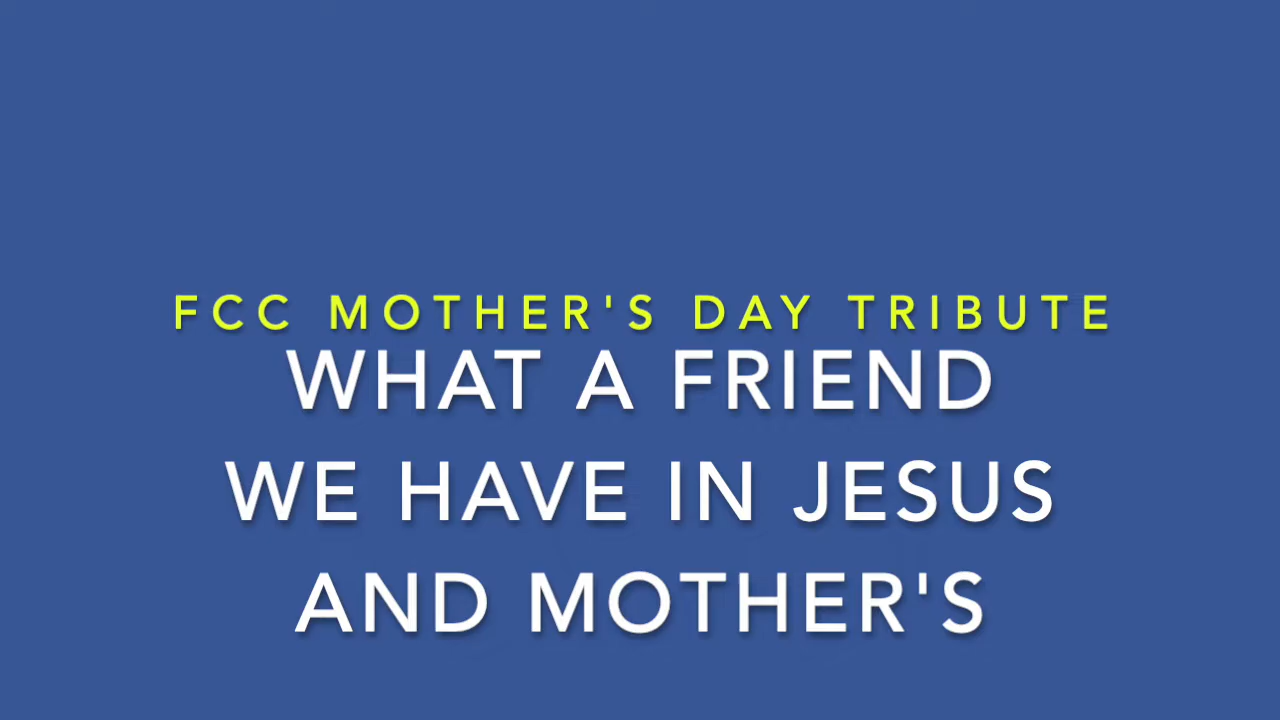 FCC MOTHER'S DAY TRIBUTE
WHAT A FRIEND
WE HAVE IN JESUS
AND MOTHER'S